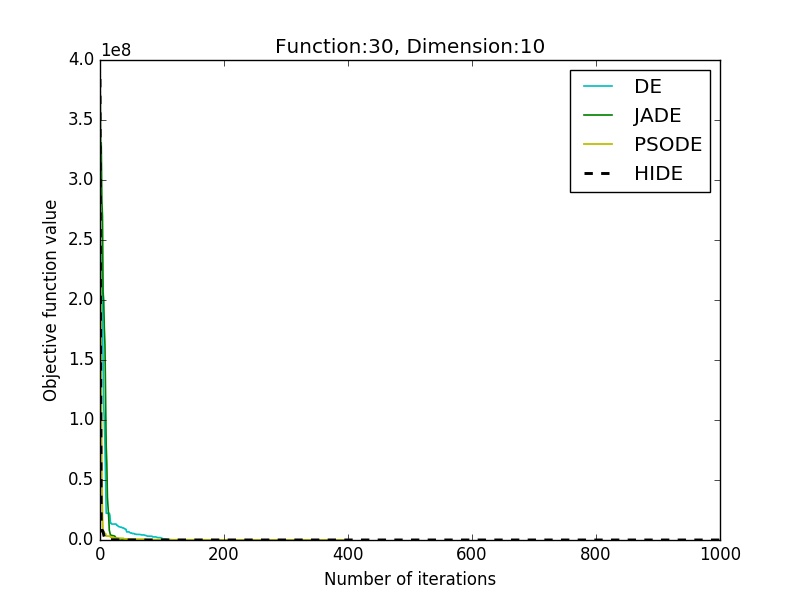 Function:30, Dimension:10
1e8
4.0
3.5
3.0
2.5
2.0
1.5
1.0
0.5
0.0
Objective function value
DE
JADE
PSODE
HIDE
0 200 400 600 800 1000
Number of iterations